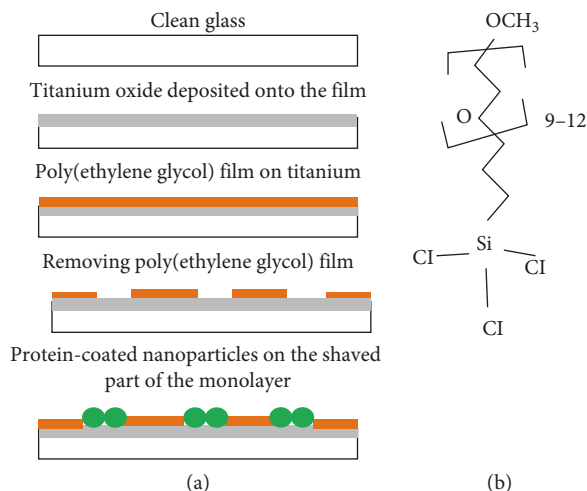 Clean glass
Titanium oxide deposited onto the film
Poly(ethylene glycol) film on titanium
Removing poly(ethylene glycol) film
Protein-coated nanoparticles on the shaved
part of the monolayer
(a)
OCH3
O
9–12
Si
CI
CI
CI
(b)